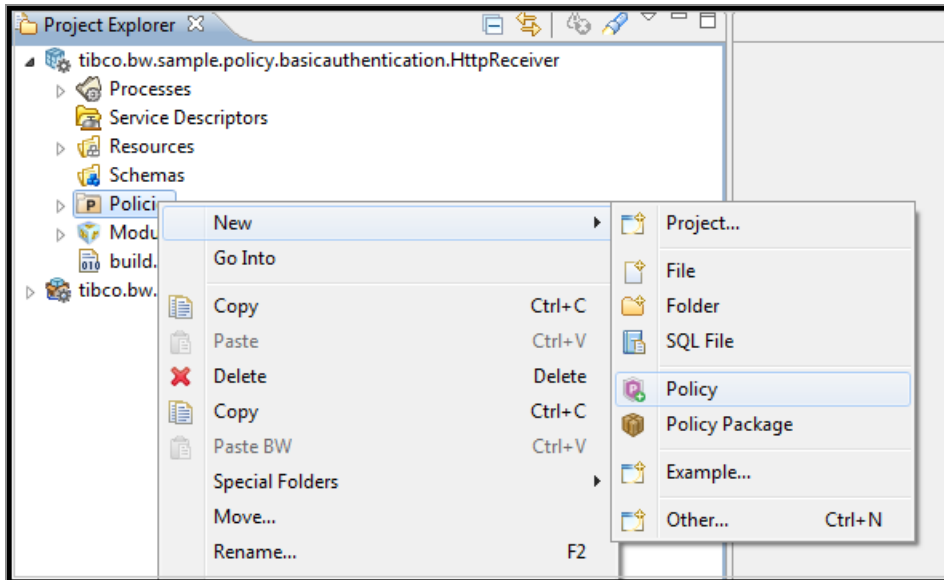 Project Explorer
tibco.bw.sample.policy.basicauthentication.HttpReceiver
Processes
Service Descriptors
Resources
Schemas
Polici
Modu
build.
tibco.bw.
New
Go Into
Copy Ctrl+C
Paste Ctrl+V
Delete Delete
Copy Ctrl+C
Paste BW Ctrl+V
Special Folders
Move...
Rename... F2
Project...
File
Folder
SQL File
Policy
Policy Package
Example...
Other... Ctrl+N